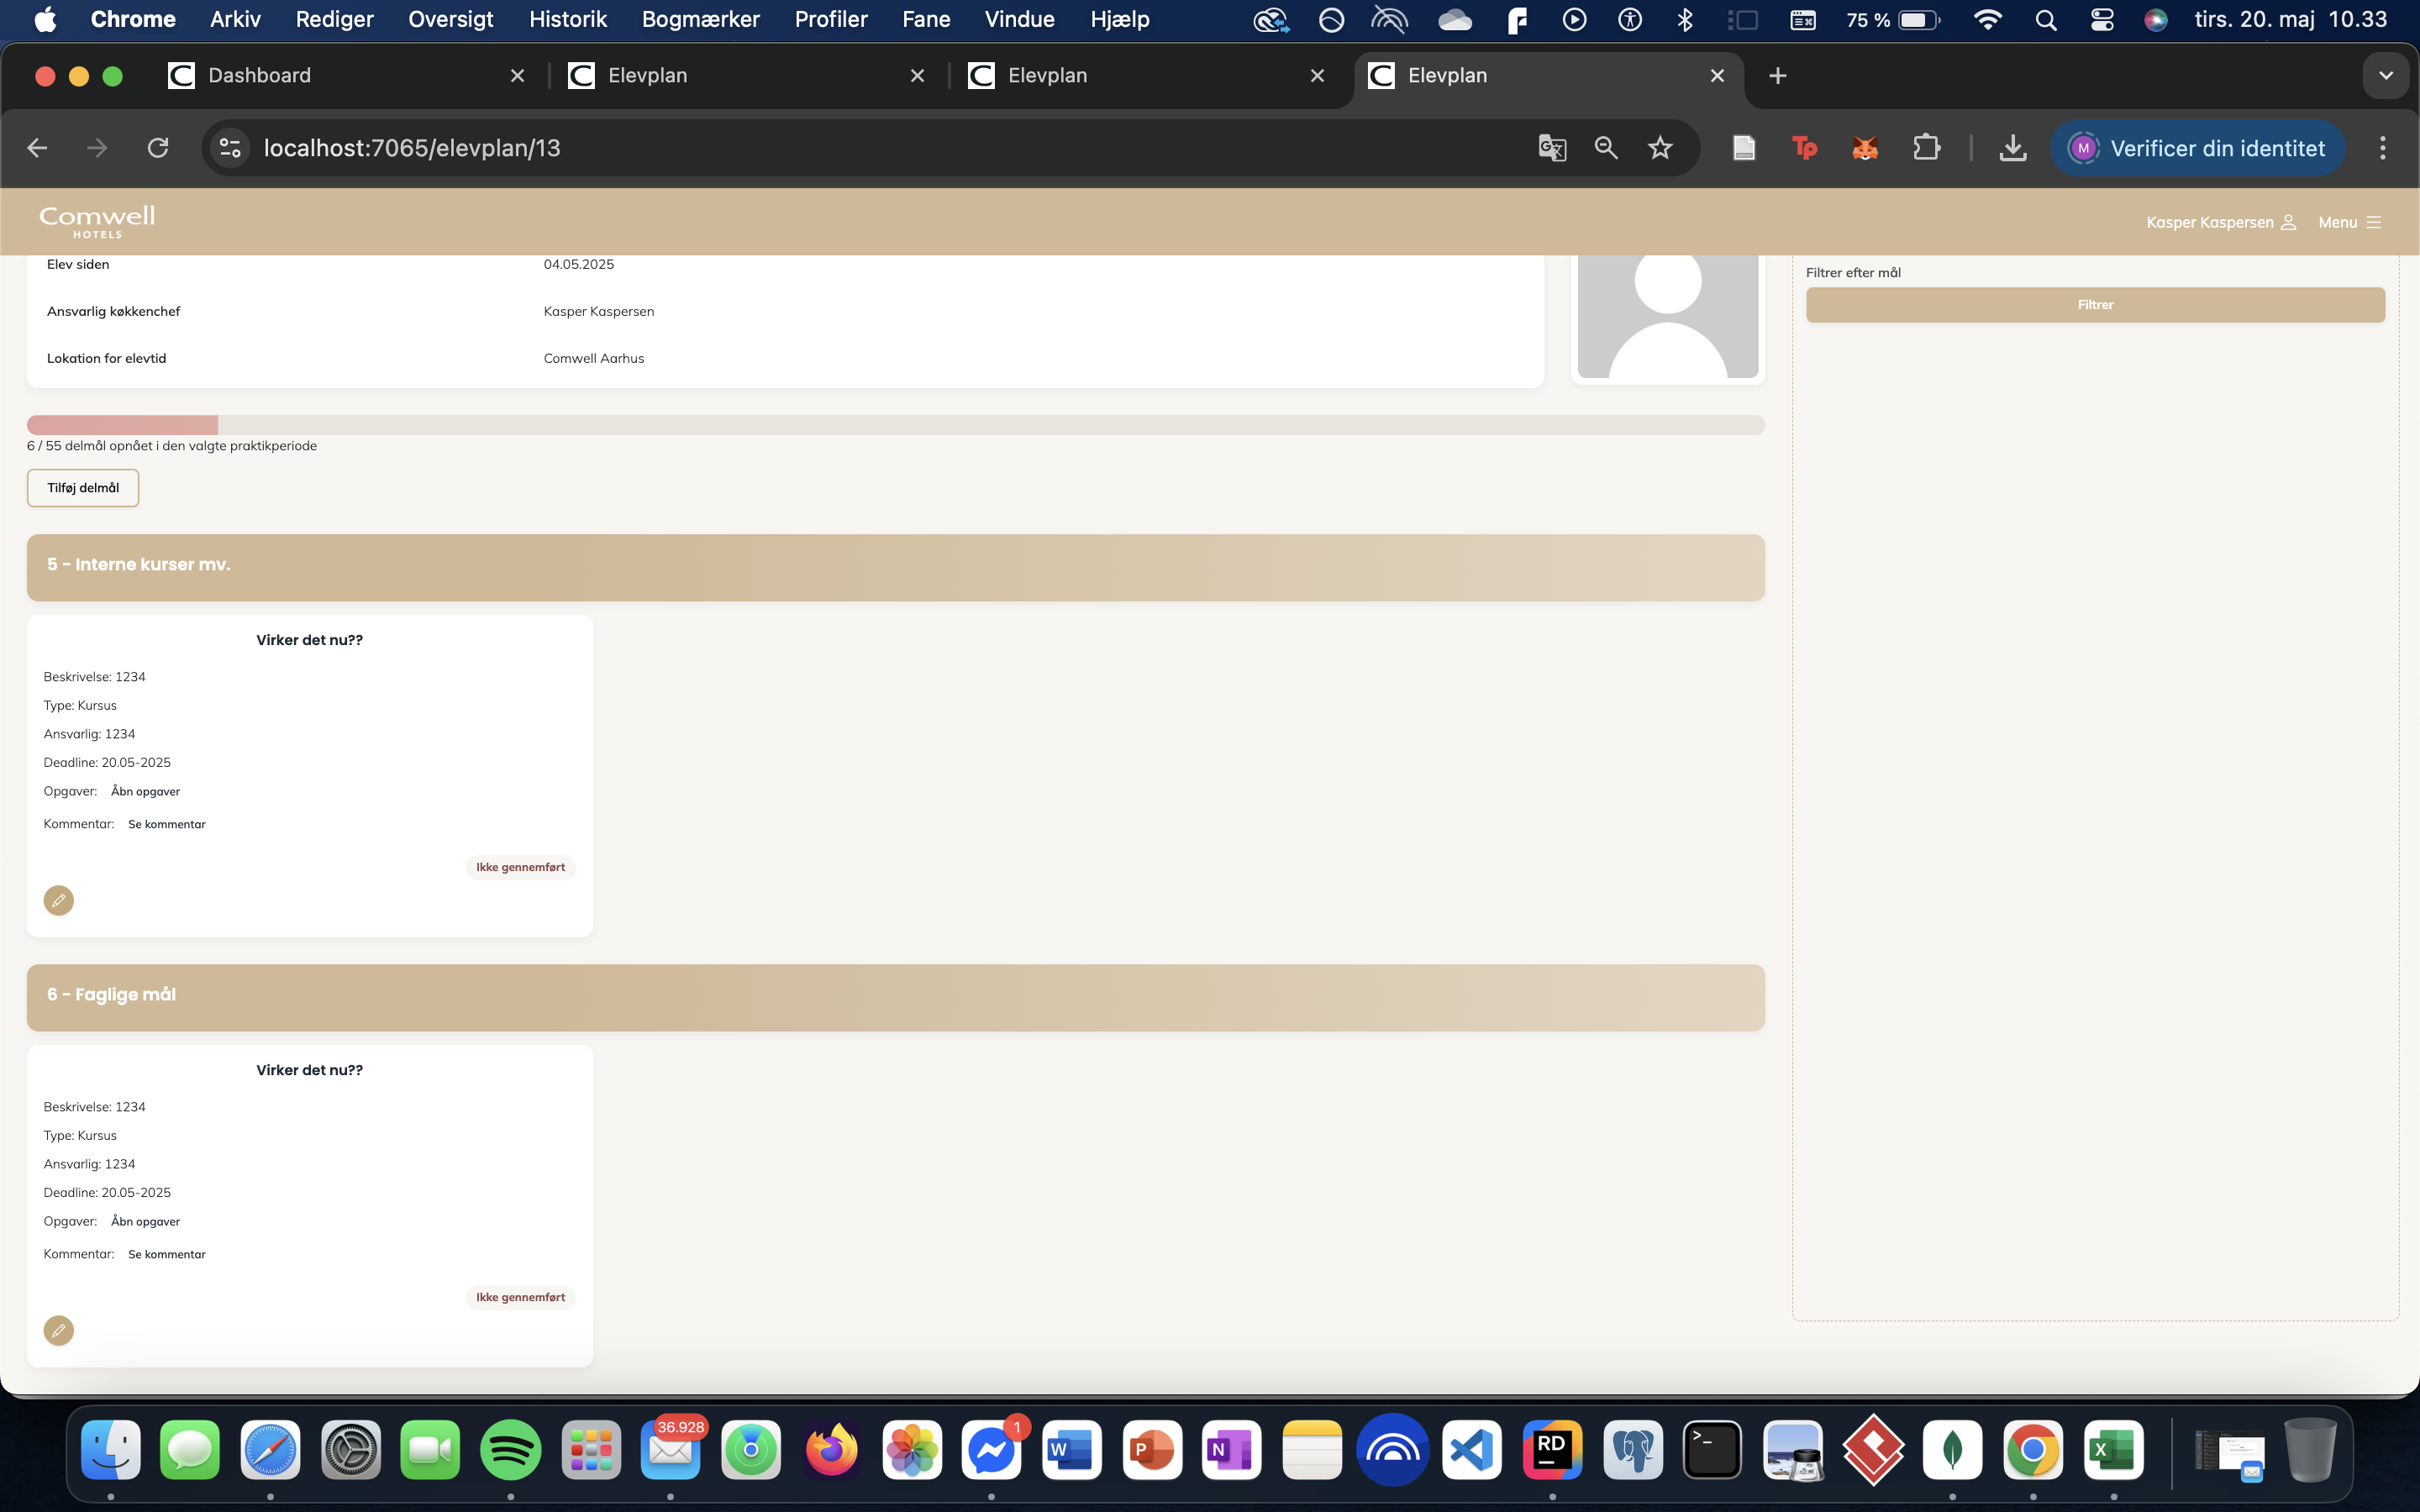 Chrome Arkiv Rediger Oversigt Historik Bogmærker Profiler Fane Vindue Hjælp 75 % tirs. 20. maj 10.33
Dashboard Elevplan Elevplan Elevplan
localhost:7065/elevplan/13 Tp M Verificer din identitet
Comwell
HOTELS
Kasper Kaspersen Menu
Elev siden 04.05.2025
Ansvarlig køkkenchef Kasper Kaspersen
Lokation for elevtid Comwell Aarhus
Filtrer efter mål
Filtrer
6 / 55 delmål opnået i den valgte praktikperiode
Tilføj delmål
5 - Interne kurser mv.
Virker det nu??
Beskrivelse: 1234
Type: Kursus
Ansvarlig: 1234
Deadline: 20.05-2025
Opgaver: Åbn opgaver
Kommentar: Se kommentar
Ikke gennemført
6 - Faglige mål
Virker det nu??
Beskrivelse: 1234
Type: Kursus
Ansvarlig: 1234
Deadline: 20.05-2025
Opgaver: Åbn opgaver
Kommentar: Se kommentar
Ikke gennemført
36.928 1
W P N RD >_ X